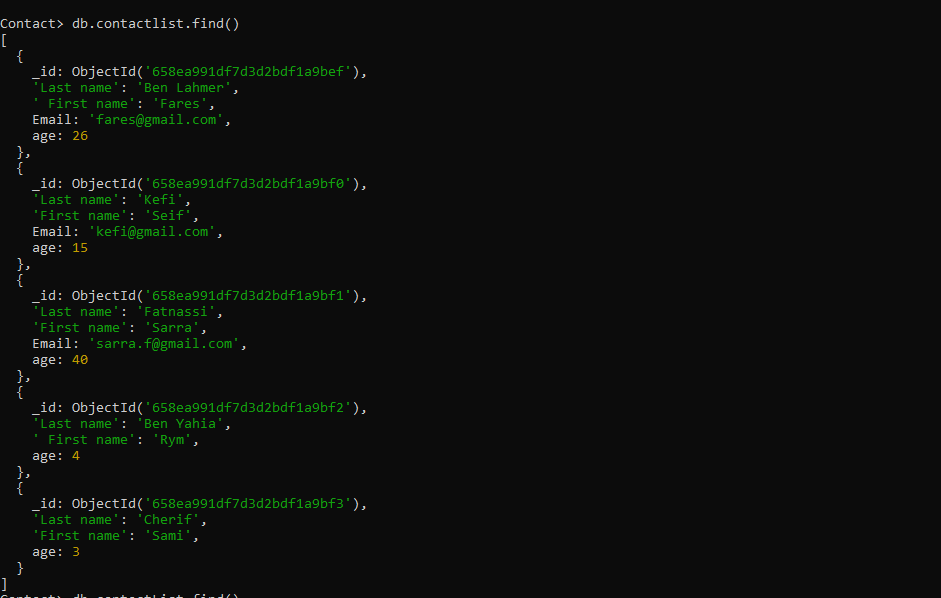 Contact> db.contactlist.find()
[
  {
    _id: ObjectId('658ea991df7d3d2bdf1a9bef'),
    'Last name': 'Ben Lahmer',
    ' First name': 'Fares',
    Email: 'fares@gmail.com',
    age: 26
  },
  {
    _id: ObjectId('658ea991df7d3d2bdf1a9bf0'),
    'Last name': 'Kefi',
    'First name': 'Seif',
    Email: 'kefi@gmail.com',
    age: 15
  },
  {
    _id: ObjectId('658ea991df7d3d2bdf1a9bf1'),
    'Last name': 'Fatnassi',
    'First name': 'Sarra',
    Email: 'sarra.f@gmail.com',
    age: 40
  },
  {
    _id: ObjectId('658ea991df7d3d2bdf1a9bf2'),
    'Last name': 'Ben Yahia',
    ' First name': 'Rym',
    age: 4
  },
  {
    _id: ObjectId('658ea991df7d3d2bdf1a9bf3'),
    'Last name': 'Cherif',
    'First name': 'Sami',
    age: 3
  }
]